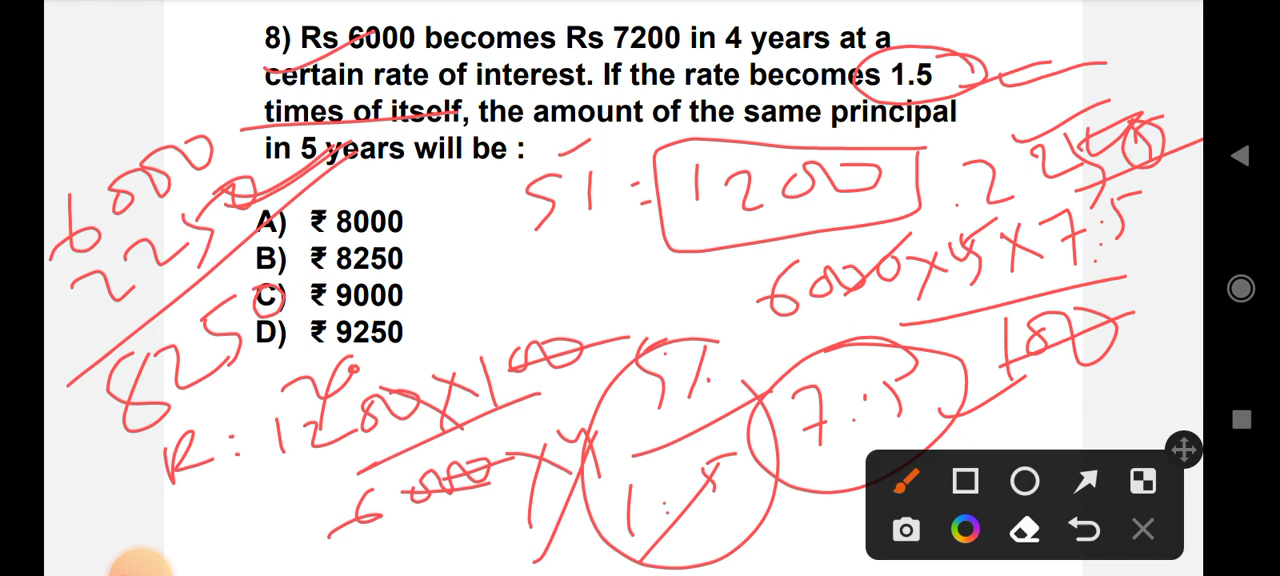 8) Rs 6000 becomes Rs 7200 in 4 years at a
certain rate of interest. If the rate becomes 1.5
times of itself, the amount of the same principal
in 5 years will be :
A) ₹ 8000
B) ₹ 8250
C) ₹ 9000
D) ₹ 9250
6000
2250
8250
SI = 1200
2250
6000 x 5 x 7.5
100
R = 1200 x 100
6000 x 4
5%
1.5
7.5